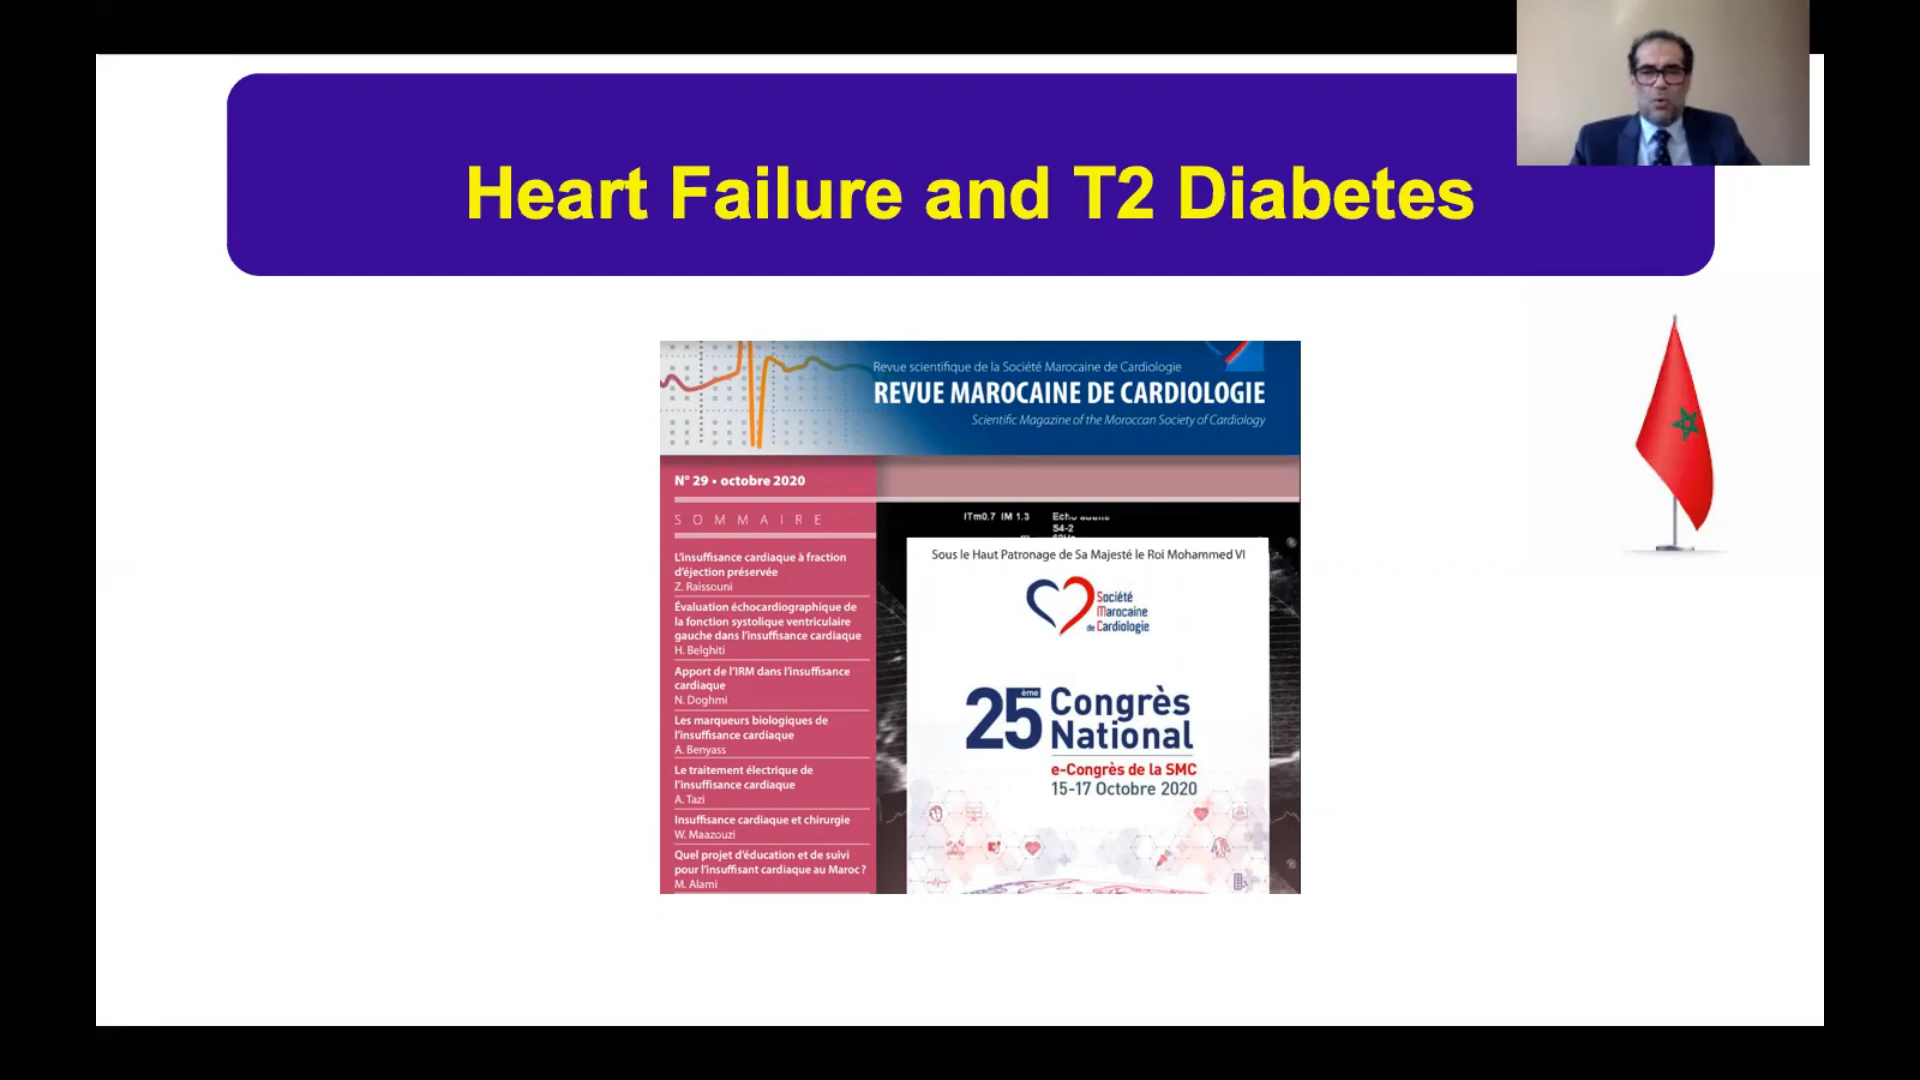 Heart Failure and T2 Diabetes
Revue scientifique de la Société Marocaine de Cardiologie
REVUE MAROCAINE DE CARDIOLOGIE
Scientific Magazine of the Moroccan Society of Cardiology
N° 29 • octobre 2020
SOMMAIRE
L'insuffisance cardiaque à fraction
d'éjection préservée
Z. Raissouni
Évaluation échocardiographique de
la fonction systolique ventriculaire
gauche dans l'insuffisance cardiaque
H. Belghiti
Apport de l'IRM dans l'insuffisance
cardiaque
N. Doghmi
Les marqueurs biologiques de
l'insuffisance cardiaque
A. Benyass
Le traitement électrique de
l'insuffisance cardiaque
A. Tazi
Insuffisance cardiaque et chirurgie
W. Maazouzi
Quel projet d'éducation et de suivi
pour l'insuffisant cardiaque au Maroc ?
M. Alami
ITm0.7 IM 1.3
S4-2
Sous le Haut Patronage de Sa Majesté le Roi Mohammed VI
Société
Marocaine
de Cardiologie
25ème Congrès
National
e-Congrès de la SMC
15-17 Octobre 2020